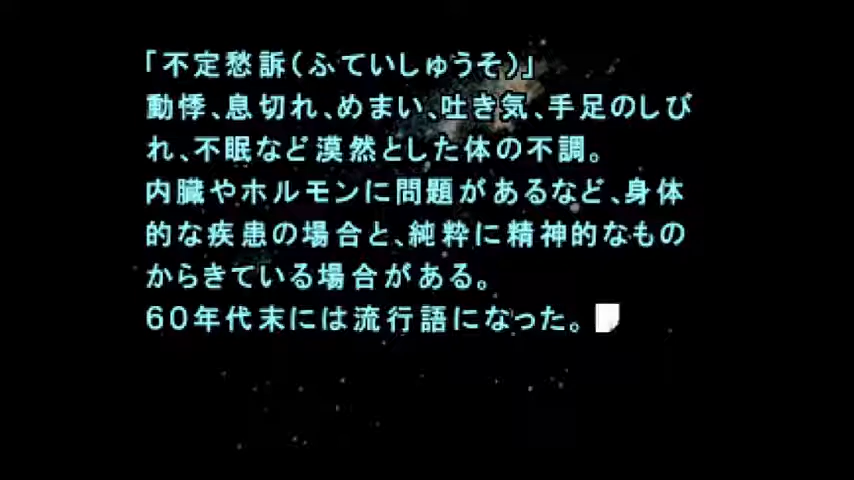 「不定愁訴（ふていしゅうそ）」
動悸、息切れ、めまい、吐き気、手足のしび
れ、不眠など漠然とした体の不調。
内臓やホルモンに問題があるなど、身体
的な疾患の場合と、純粋に精神的なもの
からきている場合がある。
６０年代末には流行語になった。